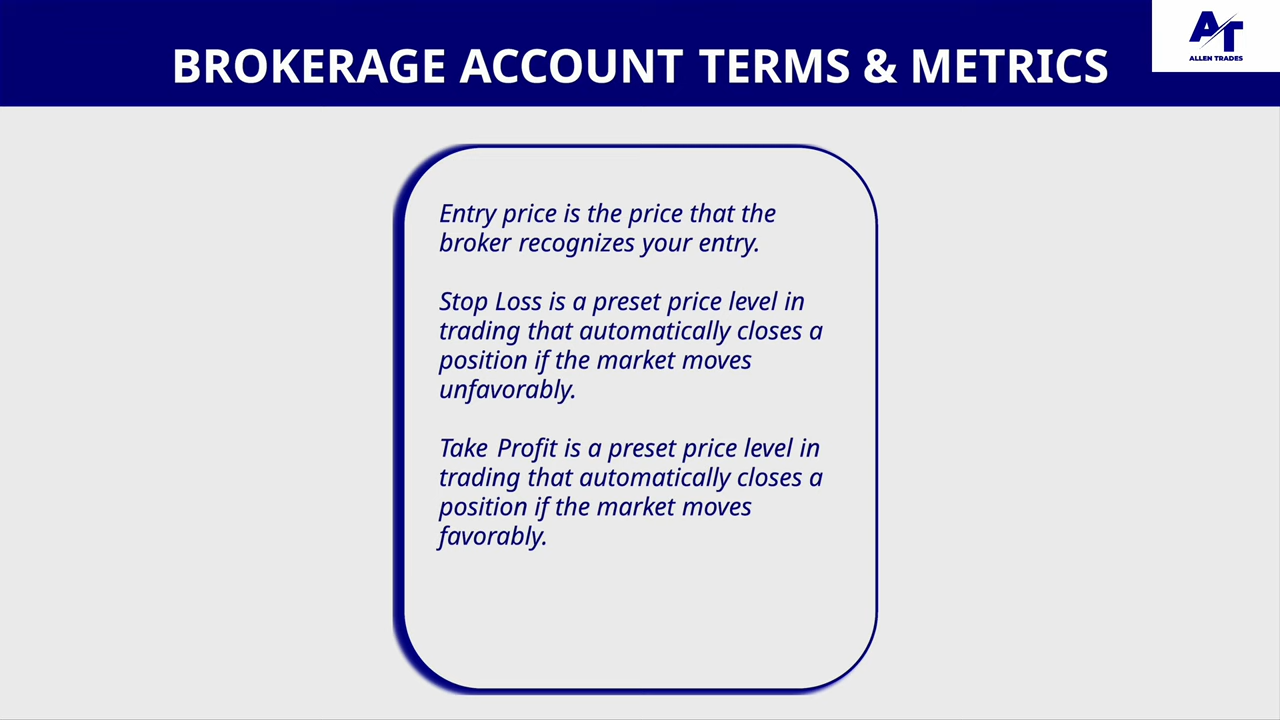 BROKERAGE ACCOUNT TERMS & METRICS
AT
ALLEN TRADES
Entry price is the price that the
broker recognizes your entry.
Stop Loss is a preset price level in
trading that automatically closes a
position if the market moves
unfavorably.
Take Profit is a preset price level in
trading that automatically closes a
position if the market moves
favorably.